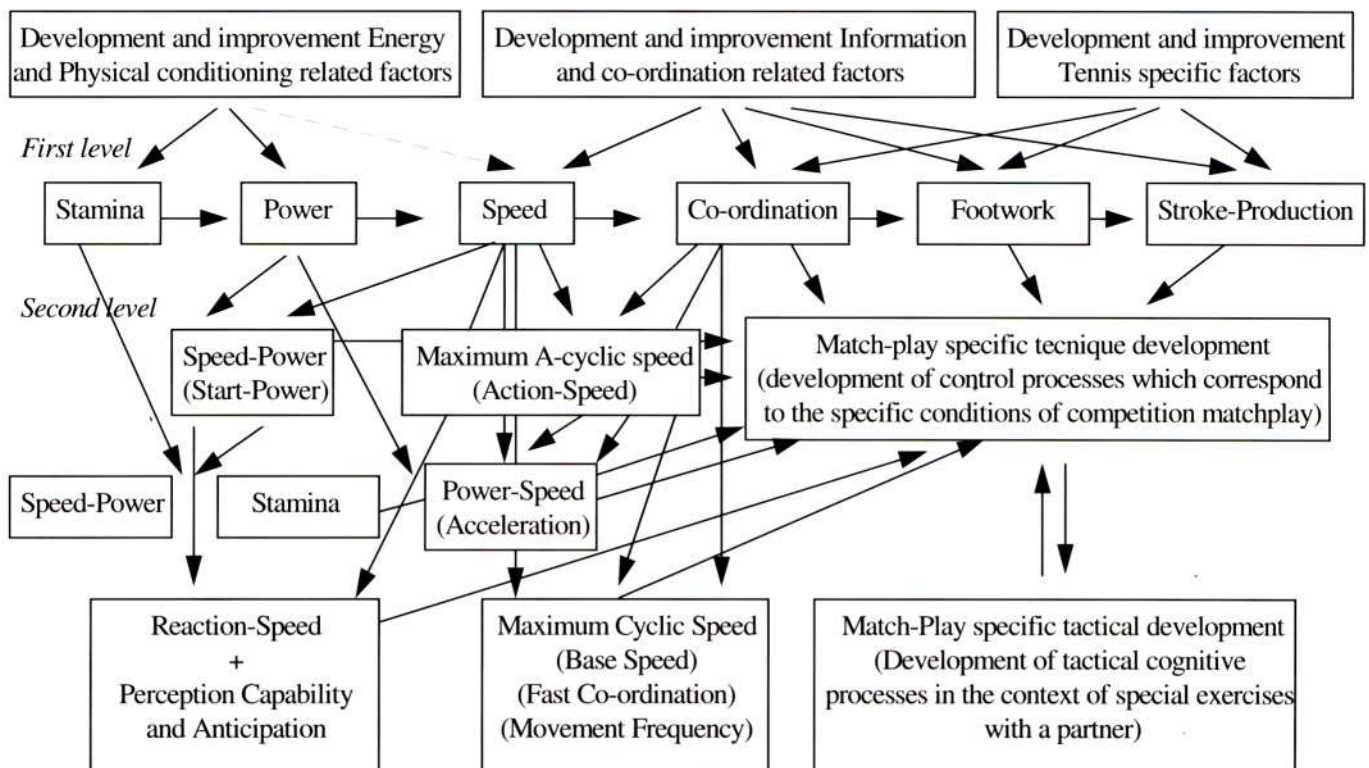 Development and improvement Energy
and Physical conditioning related factors
Development and improvement Information
and co-ordination related factors
Development and improvement
Tennis specific factors
First level
Stamina
Power
Speed
Co-ordination
Footwork
Stroke-Production
Second level
Speed-Power
(Start-Power)
Maximum A-cyclic speed
(Action-Speed)
Match-play specific tecnique development
(development of control processes which correspond
to the specific conditions of competition matchplay)
Speed-Power
Stamina
Power-Speed
(Acceleration)
Reaction-Speed
+
Perception Capability
and Anticipation
Maximum Cyclic Speed
(Base Speed)
(Fast Co-ordination)
(Movement Frequency)
Match-Play specific tactical development
(Development of tactical cognitive
processes in the context of special exercises
with a partner)